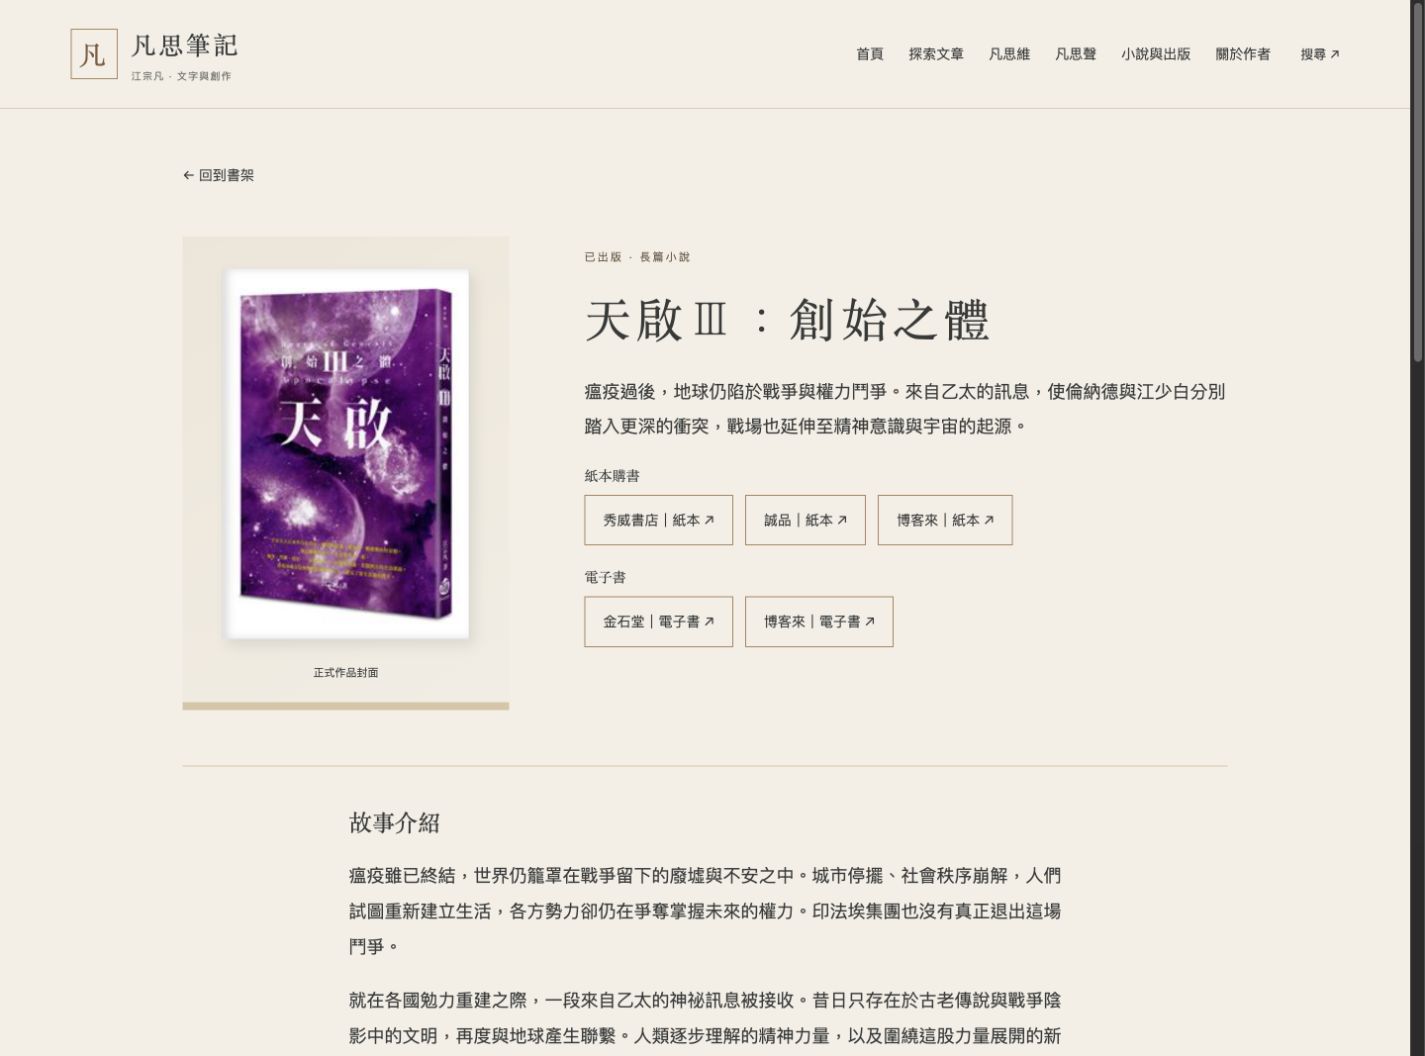 凡
凡思筆記
江宗凡 · 文字與創作
首頁
探索文章
凡思維
凡思聲
小說與出版
關於作者
搜尋 ↗
← 回到書架
創始III之體
Apocalypse
天啟
天啟 III 創始之體
正式作品封面
已出版 · 長篇小說
天啟Ⅲ：創始之體
瘟疫過後，地球仍陷於戰爭與權力鬥爭。來自乙太的訊息，使倫納德與江少白分別
踏入更深的衝突，戰場也延伸至精神意識與宇宙的起源。
紙本購書
秀威書店｜紙本 ↗
誠品｜紙本 ↗
博客來｜紙本 ↗
電子書
金石堂｜電子書 ↗
博客來｜電子書 ↗
故事介紹
瘟疫雖已終結，世界仍籠罩在戰爭留下的廢墟與不安之中。城市停擺、社會秩序崩解，人們
試圖重新建立生活，各方勢力卻仍在爭奪掌握未來的權力。印法埃集團也沒有真正退出這場
鬥爭。
就在各國勉力重建之際，一段來自乙太的神祕訊息被接收。昔日只存在於古老傳說與戰爭陰
影中的文明，再度與地球產生聯繫。人類逐步理解的精神力量，以及圍繞這股力量展開的新